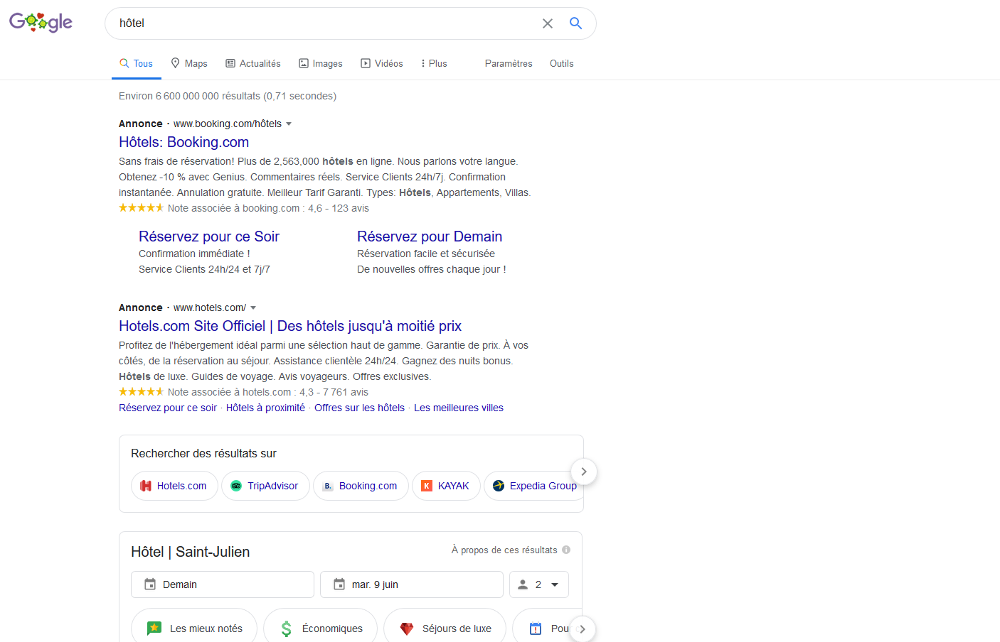 Google
hôtel
Tous Maps Actualités Images Vidéos Plus Paramètres Outils
Environ 6 600 000 000 résultats (0,71 secondes)
Annonce · www.booking.com/hôtels
Hôtels: Booking.com
Sans frais de réservation! Plus de 2,563,000 hôtels en ligne. Nous parlons votre langue.
Obtenez -10 % avec Genius. Commentaires réels. Service Clients 24h/7j. Confirmation
instantanée. Annulation gratuite. Meilleur Tarif Garanti. Types: Hôtels, Appartements, Villas.
Note associée à booking.com : 4,6 - 123 avis
Réservez pour ce Soir
Confirmation immédiate !
Service Clients 24h/24 et 7j/7
Réservez pour Demain
Réservation facile et sécurisée
De nouvelles offres chaque jour !
Annonce · www.hotels.com/
Hotels.com Site Officiel | Des hôtels jusqu'à moitié prix
Profitez de l'hébergement idéal parmi une sélection haut de gamme. Garantie de prix. À vos
côtés, de la réservation au séjour. Assistance clientèle 24h/24. Gagnez des nuits bonus.
Hôtels de luxe. Guides de voyage. Avis voyageurs. Offres exclusives.
Note associée à hotels.com : 4,3 - 7 761 avis
Réservez pour ce soir · Hôtels à proximité · Offres sur les hôtels · Les meilleures villes
Rechercher des résultats sur
Hotels.com TripAdvisor B. Booking.com K KAYAK Expedia Group
Hôtel | Saint-Julien
À propos de ces résultats
Demain mar. 9 juin 2
Les mieux notés Économiques Séjours de luxe Pou